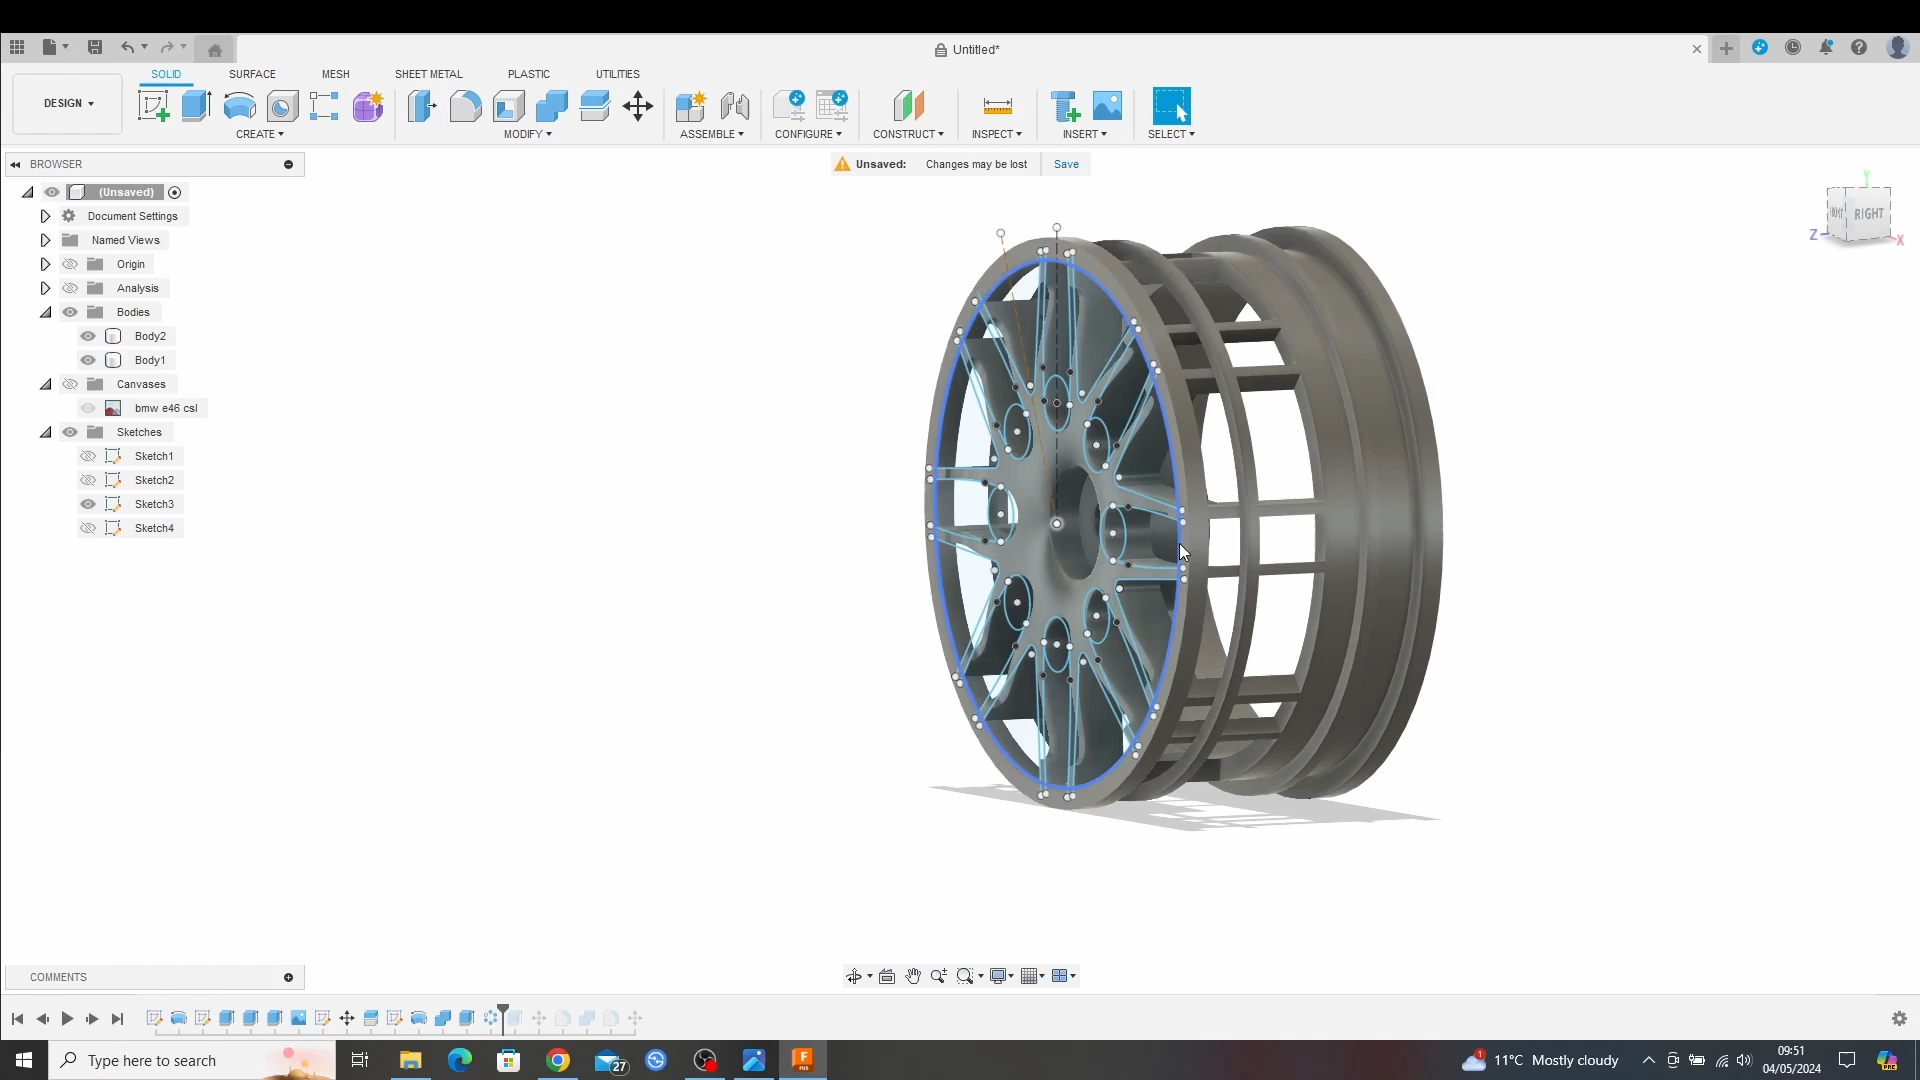 Untitled*
DESIGN
SOLID
SURFACE
MESH
SHEET METAL
PLASTIC
UTILITIES
CREATE
MODIFY
ASSEMBLE
CONFIGURE
CONSTRUCT
INSPECT
INSERT
SELECT
BROWSER
Unsaved: Changes may be lost Save
(Unsaved)
Document Settings
Named Views
Origin
Analysis
Bodies
Body2
Body1
Canvases
bmw e46 csl
Sketches
Sketch1
Sketch2
Sketch3
Sketch4
Y
RIGHT
Z
X
COMMENTS
Type here to search
27
F
1
11°C Mostly cloudy
09:51
04/05/2024
PRE